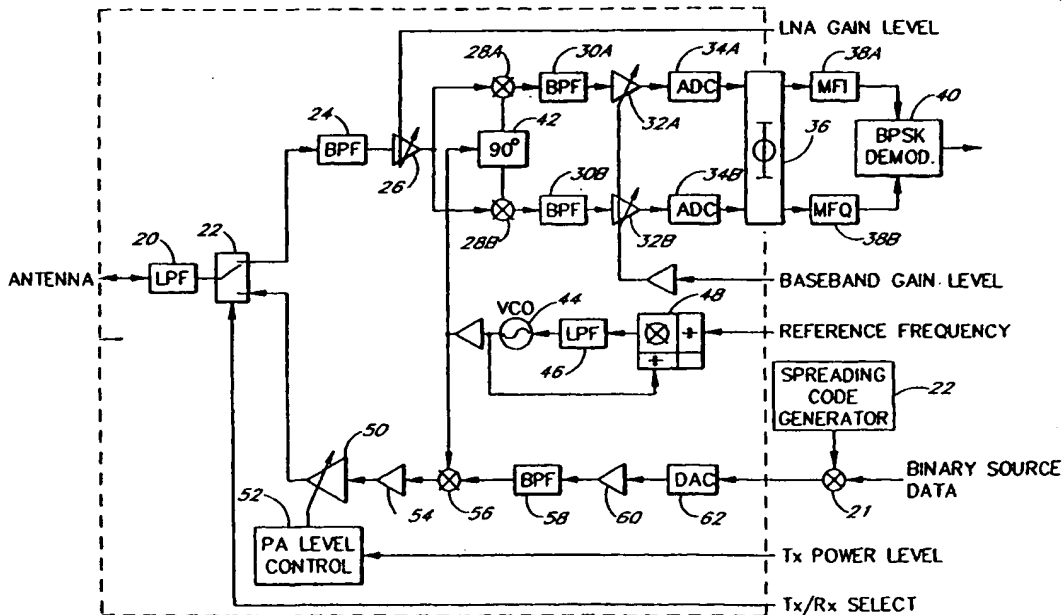 LNA GAIN LEVEL
28A
30A
34A
38A
BPF
ADC
MFI
40
24
42
32A
36
BPSK
DEMOD.
BPF
90°
26
30B
34B
20
22
BPF
ADC
MFQ
28B
32B
38B
ANTENNA
LPF
BASEBAND GAIN LEVEL
VCO
44
48
LPF
REFERENCE FREQUENCY
46
SPREADING
CODE
GENERATOR
22
50
BINARY SOURCE
DATA
BPF
DAC
52
54
56
58
60
62
21
PA LEVEL
CONTROL
Tx POWER LEVEL
Tx/Rx SELECT